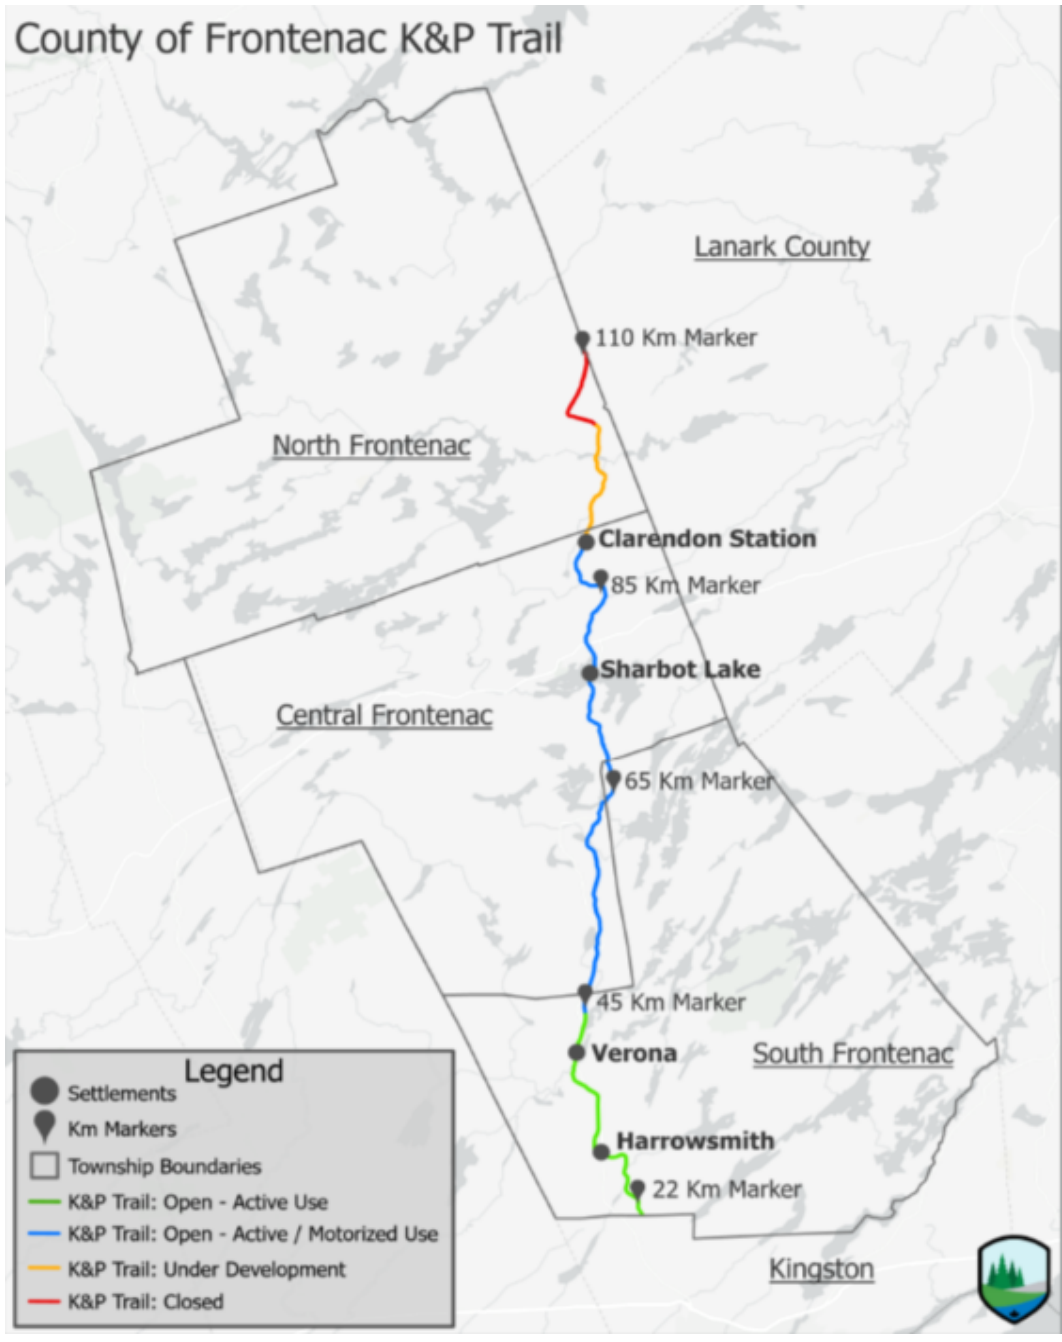 County of Frontenac K&P Trail
Lanark County
110 Km Marker
North Frontenac
Clarendon Station
85 Km Marker
Sharbot Lake
Central Frontenac
65 Km Marker
45 Km Marker
Verona
South Frontenac
Harrowsmith
22 Km Marker
Kingston
Legend
Settlements
Km Markers
Township Boundaries
K&P Trail: Open - Active Use
K&P Trail: Open - Active / Motorized Use
K&P Trail: Under Development
K&P Trail: Closed